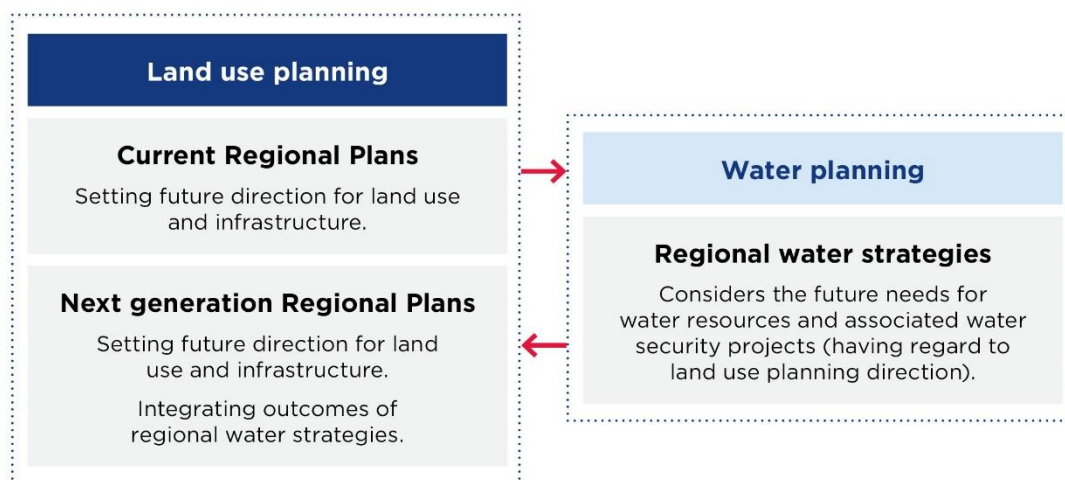 Land use planning
Current Regional Plans
Setting future direction for land use
and infrastructure.
Next generation Regional Plans
Setting future direction for land
use and infrastructure.
Integrating outcomes of
regional water strategies.
Water planning
Regional water strategies
Considers the future needs for
water resources and associated water
security projects (having regard to
land use planning direction).